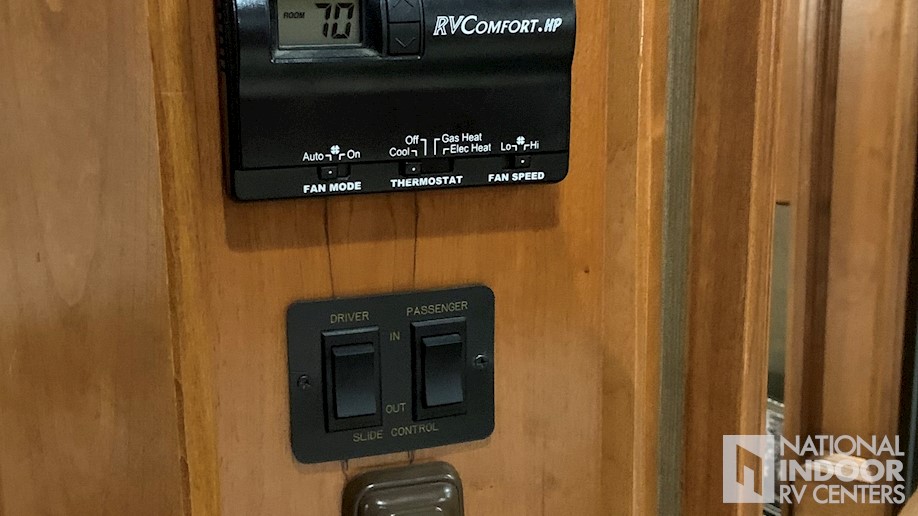 ROOM 70
RVCOMFORT.HP
Off Gas Heat
Auto On Cool Elec Heat Lo Hi
FAN MODE THERMOSTAT FAN SPEED
DRIVER PASSENGER
IN
OUT
SLIDE CONTROL
NATIONAL
INDOOR
RV CENTERS